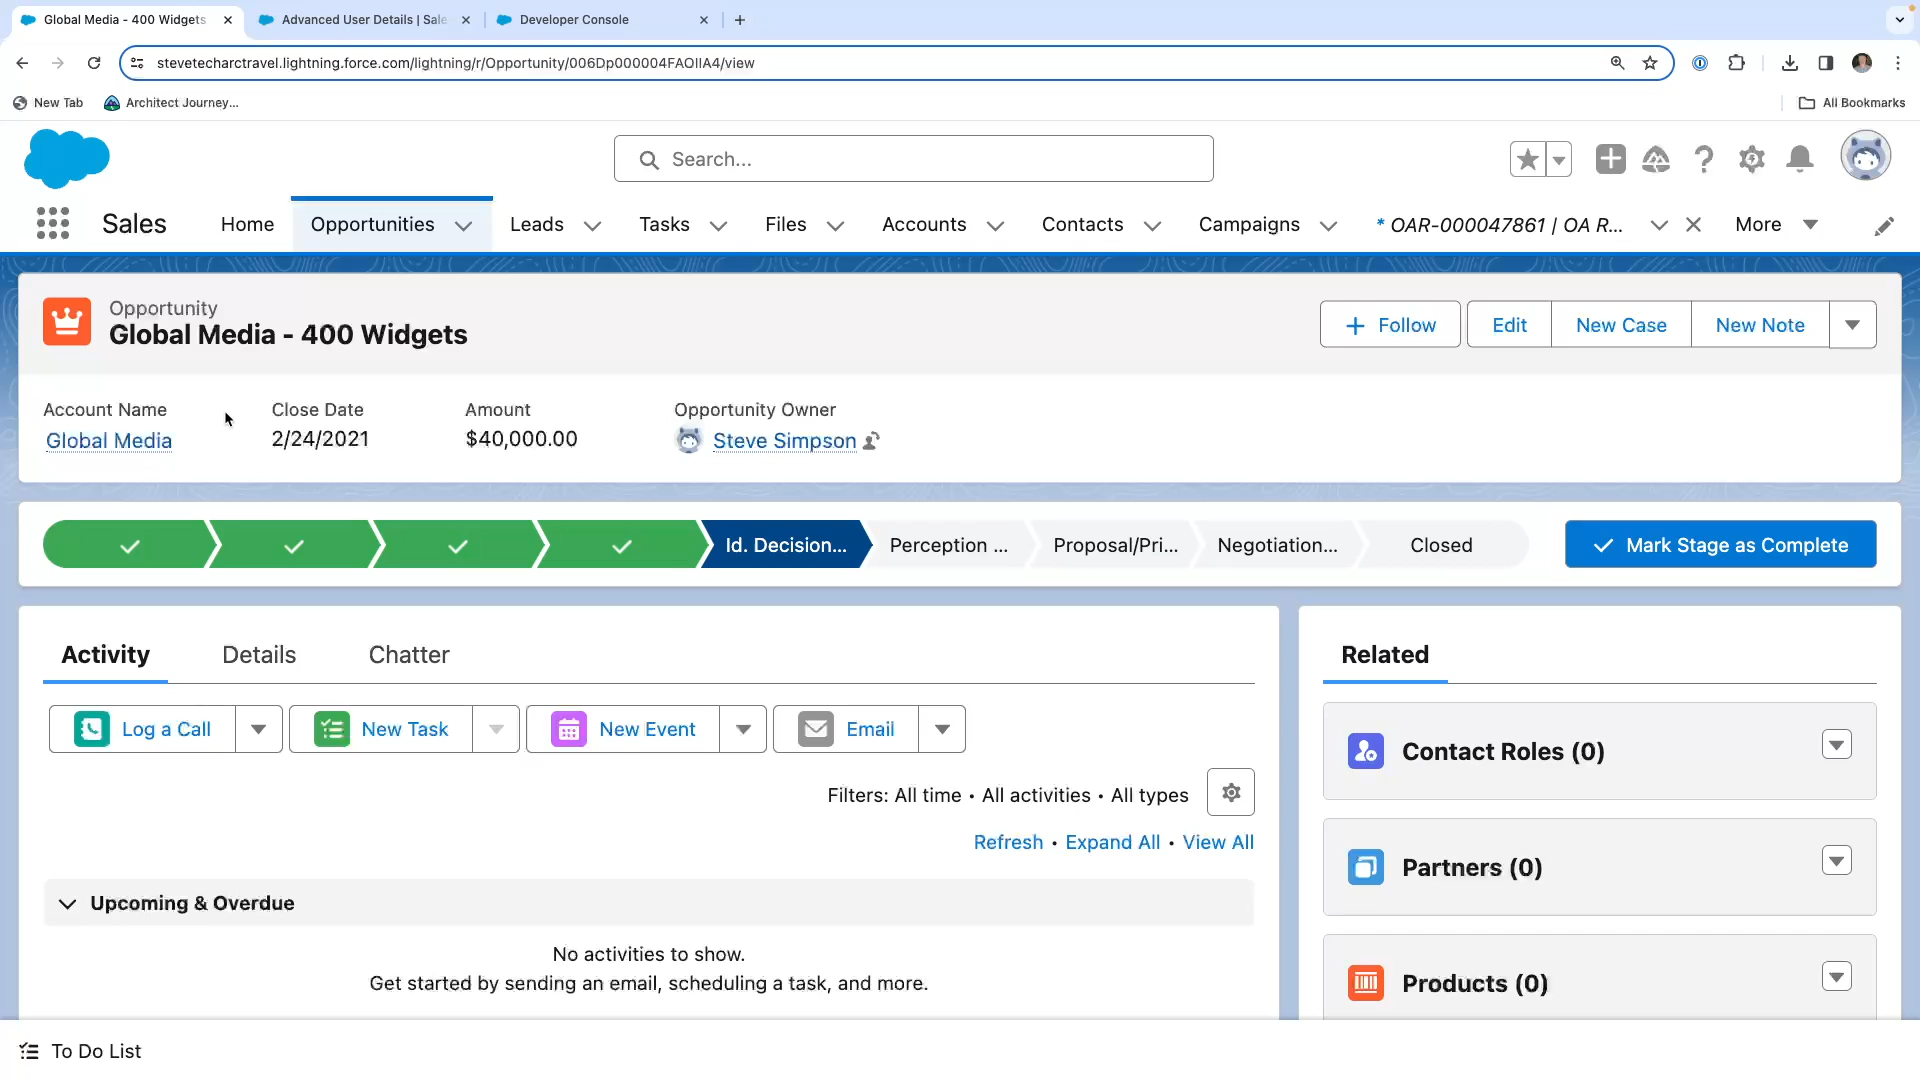 Global Media - 400 Widgets
Advanced User Details | Sale
Developer Console
stevetecharctravel.lightning.force.com/lightning/r/Opportunity/006Dp000004FAOIIA4/view
New Tab
Architect Journey...
All Bookmarks
Search...
Sales
Home
Opportunities
Leads
Tasks
Files
Accounts
Contacts
Campaigns
* OAR-000047861 | OA R...
More
Opportunity
Global Media - 400 Widgets
Follow
Edit
New Case
New Note
Account Name
Close Date
Amount
Opportunity Owner
Global Media
2/24/2021
$40,000.00
Steve Simpson
Id. Decision...
Perception ...
Proposal/Pri...
Negotiation...
Closed
Mark Stage as Complete
Activity
Details
Chatter
Related
Log a Call
New Task
New Event
Email
Contact Roles (0)
Filters: All time • All activities • All types
Refresh • Expand All • View All
Partners (0)
Upcoming & Overdue
No activities to show.
Get started by sending an email, scheduling a task, and more.
Products (0)
To Do List